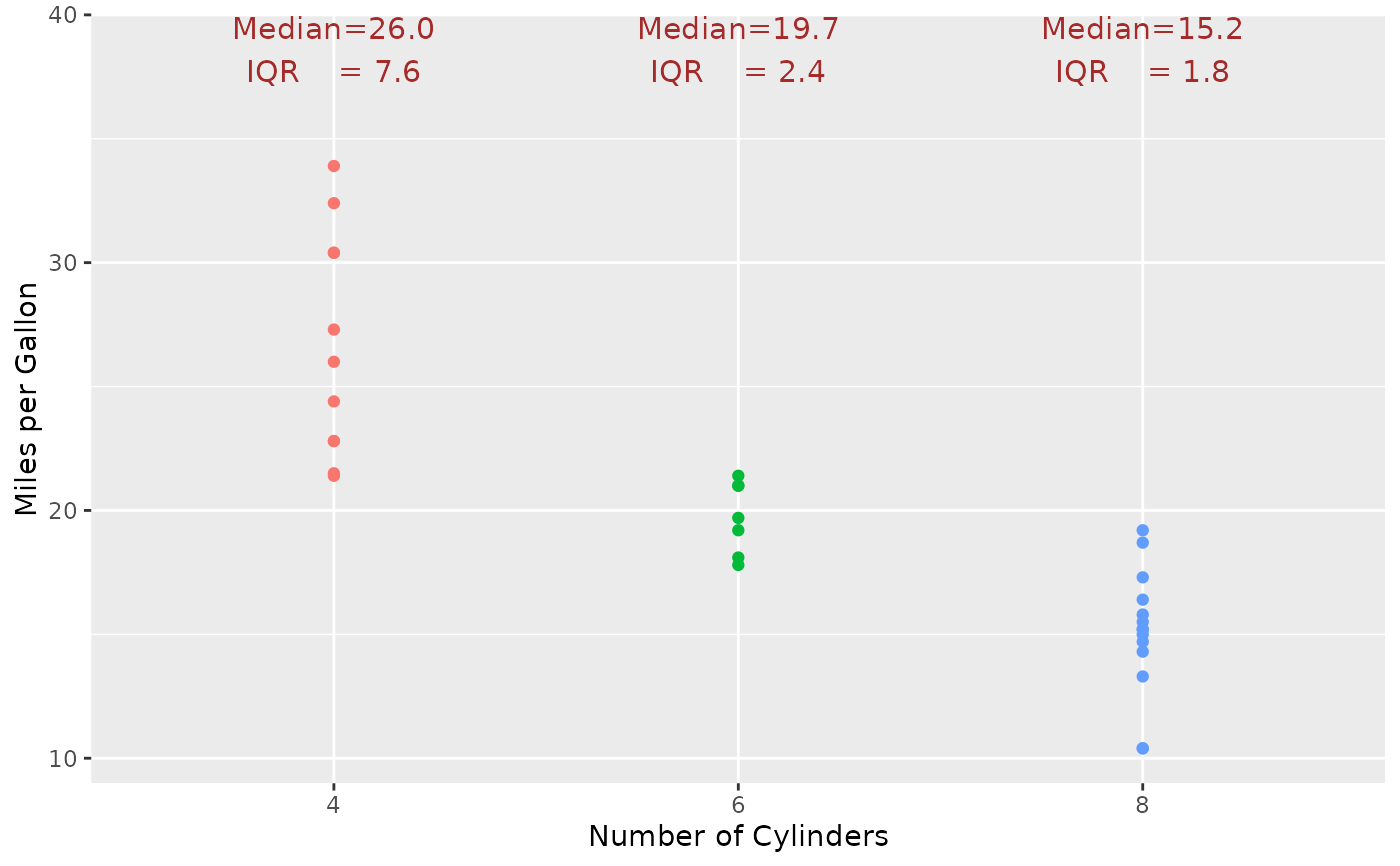 40
Median=26.0 Median=19.7 Median=15.2
IQR = 7.6 IQR = 2.4 IQR = 1.8
30
20
10
Miles per Gallon
4 6 8
Number of Cylinders